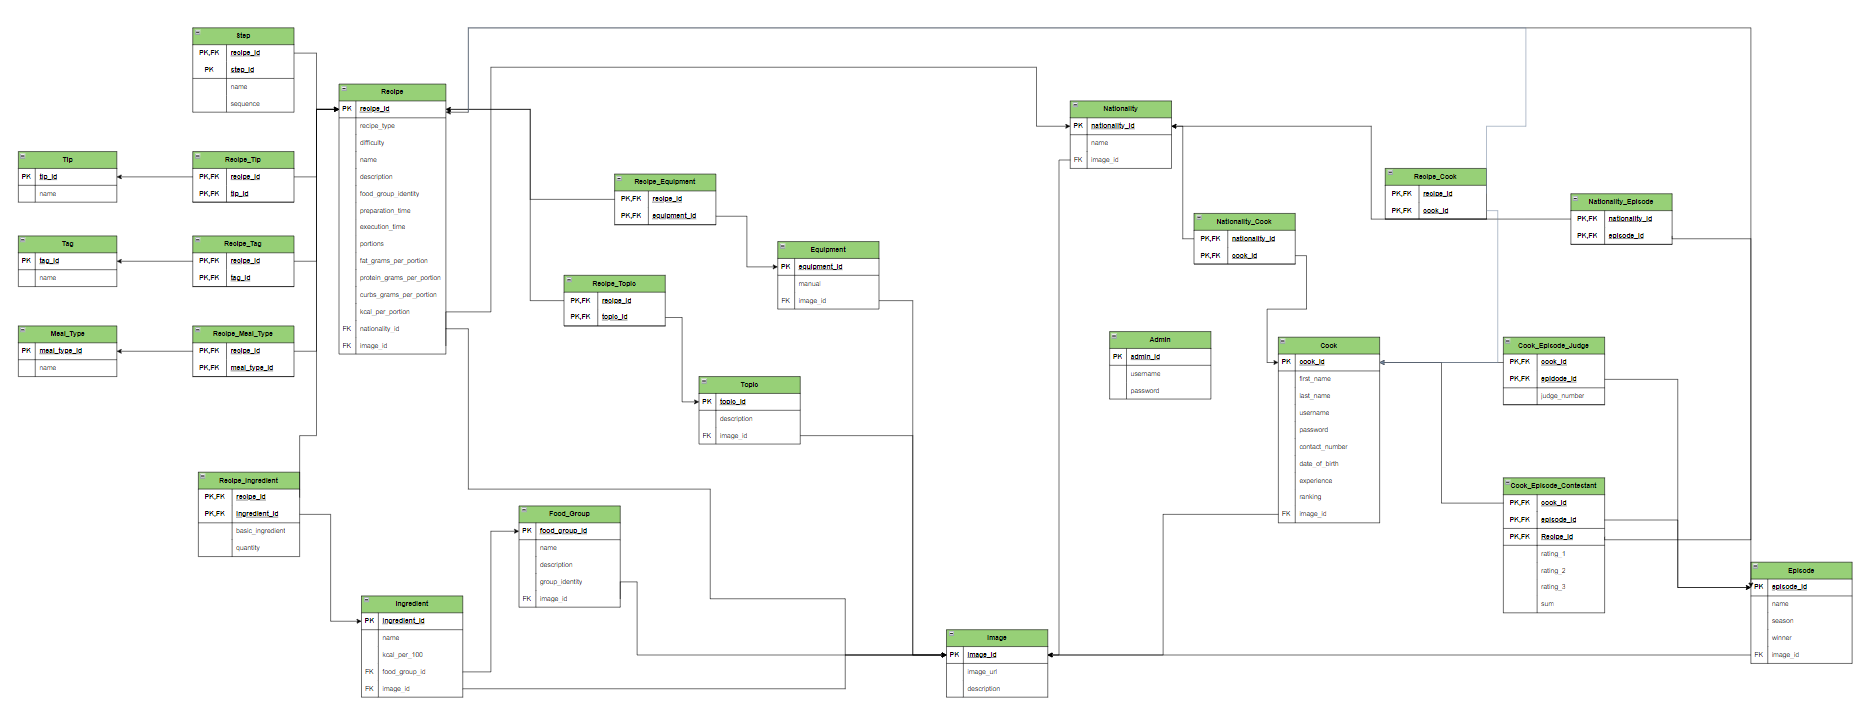 Step
PK,FK recipe_id
PK step_id
name
sequence
Tip
PK tip_id
name
Recipe_Tip
PK,FK recipe_id
PK,FK tip_id
Tag
PK tag_id
name
Recipe_Tag
PK,FK recipe_id
PK,FK tag_id
Meal_Type
PK meal_type_id
name
Recipe_Meal_Type
PK,FK recipe_id
PK,FK meal_type_id
Recipe_Ingredient
PK,FK recipe_id
PK,FK ingredient_id
basic_ingredient
quantity
Recipe
PK recipe_id
recipe_type
difficulty
name
description
food_group_identity
preparation_time
execution_time
portions
fat_grams_per_portion
protein_grams_per_portion
curbs_grams_per_portion
kcal_per_portion
FK nationality_id
FK image_id
Ingredient
PK ingredient_id
name
kcal_per_100
FK food_group_id
FK image_id
Food_Group
PK food_group_id
name
description
group_identity
FK image_id
Recipe_Equipment
PK,FK recipe_id
PK,FK equipment_id
Recipe_Topic
PK,FK recipe_id
PK,FK topic_id
Equipment
PK equipment_id
manual
FK image_id
Topic
PK topic_id
description
FK image_id
Image
PK image_id
image_url
description
Nationality
PK nationality_id
name
FK image_id
Nationality_Cook
PK,FK nationality_id
PK,FK cook_id
Admin
PK admin_id
username
password
Cook
PK cook_id
first_name
last_name
username
password
contact_number
date_of_birth
experience
ranking
FK image_id
Recipe_Cook
PK,FK recipe_id
PK,FK cook_id
Nationality_Episode
PK,FK nationality_id
PK,FK episode_id
Cook_Episode_Judge
PK,FK cook_id
PK,FK epidode_id
judge_number
Cook_Episode_Contestant
PK,FK cook_id
PK,FK episode_id
PK,FK Recipe_id
rating_1
rating_2
rating_3
sum
Episode
PK episode_id
name
season
winner
FK image_id